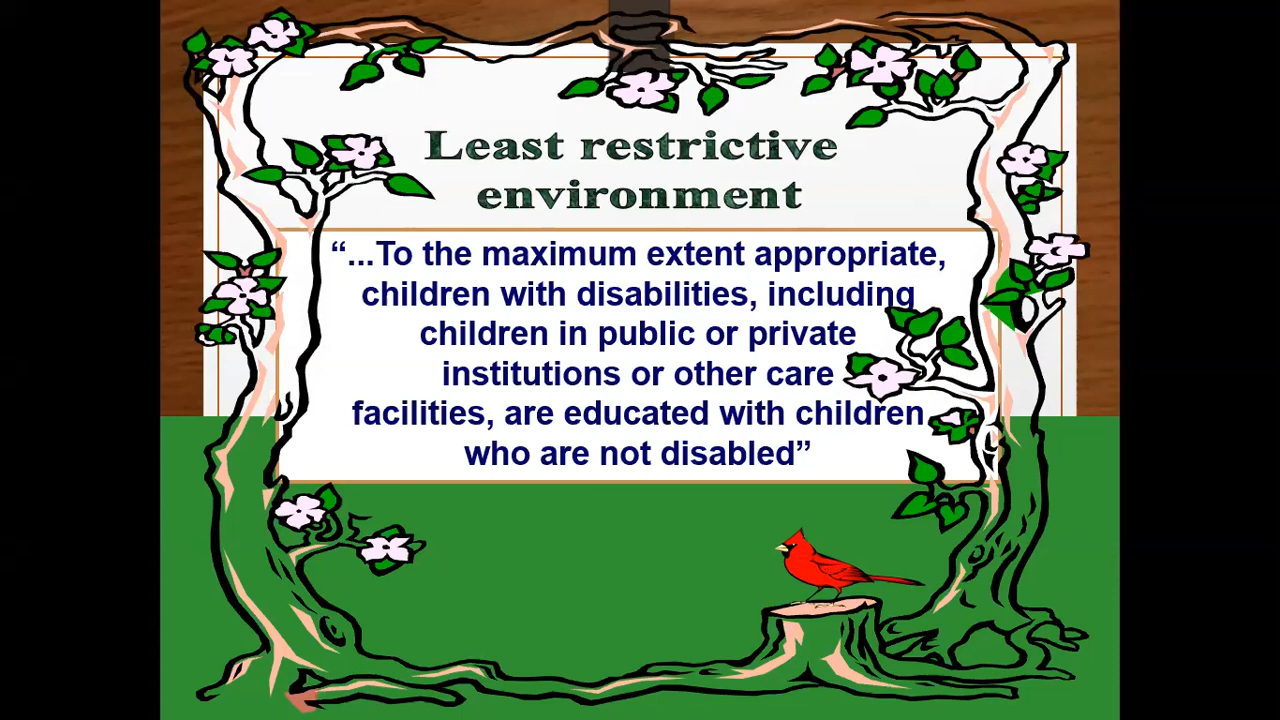 Least restrictive
environment
“...To the maximum extent appropriate,
children with disabilities, including
children in public or private
institutions or other care
facilities, are educated with children
who are not disabled”